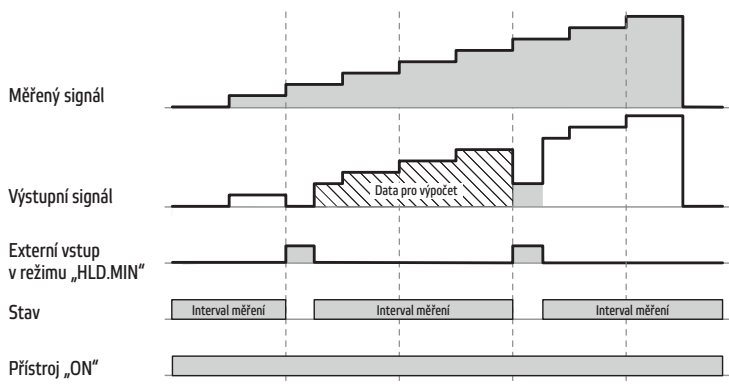 Měřený signál
Výstupní signál
Data pro výpočet
Externí vstup
v režimu „HLD.MIN“
Stav
Interval měření
Interval měření
Interval měření
Přístroj „ON“